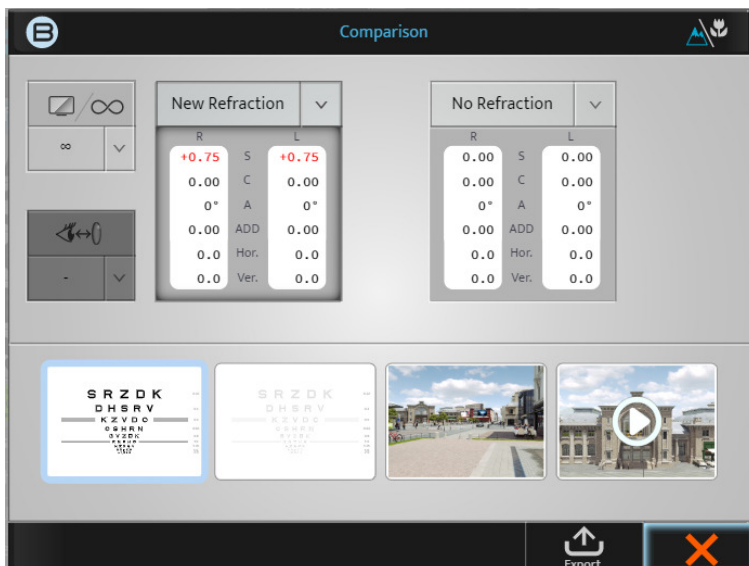 B Comparison
New Refraction
No Refraction
∞
∞
-
R L
+0.75 S +0.75
0.00 C 0.00
0° A 0°
0.00 ADD 0.00
0.0 Hor. 0.0
0.0 Ver. 0.0
R L
0.00 S 0.00
0.00 C 0.00
0° A 0°
0.00 ADD 0.00
0.0 Hor. 0.0
0.0 Ver. 0.0
S R Z D K
D H S R V
K Z V D C
S R Z D K
D H S R V
K Z V D C
Export